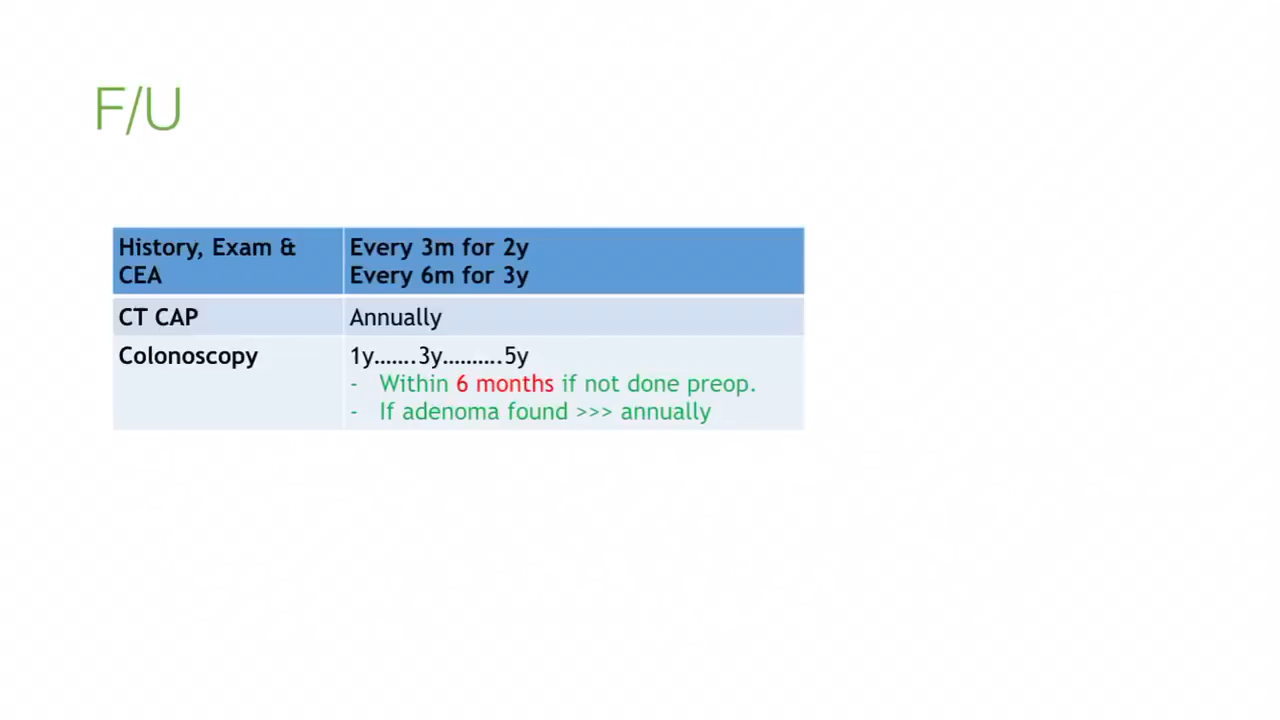 F/U
History, Exam &
CEA
Every 3m for 2y
Every 6m for 3y
CT CAP
Annually
Colonoscopy
1y.......3y..........5y
- Within 6 months if not done preop.
- If adenoma found >>> annually